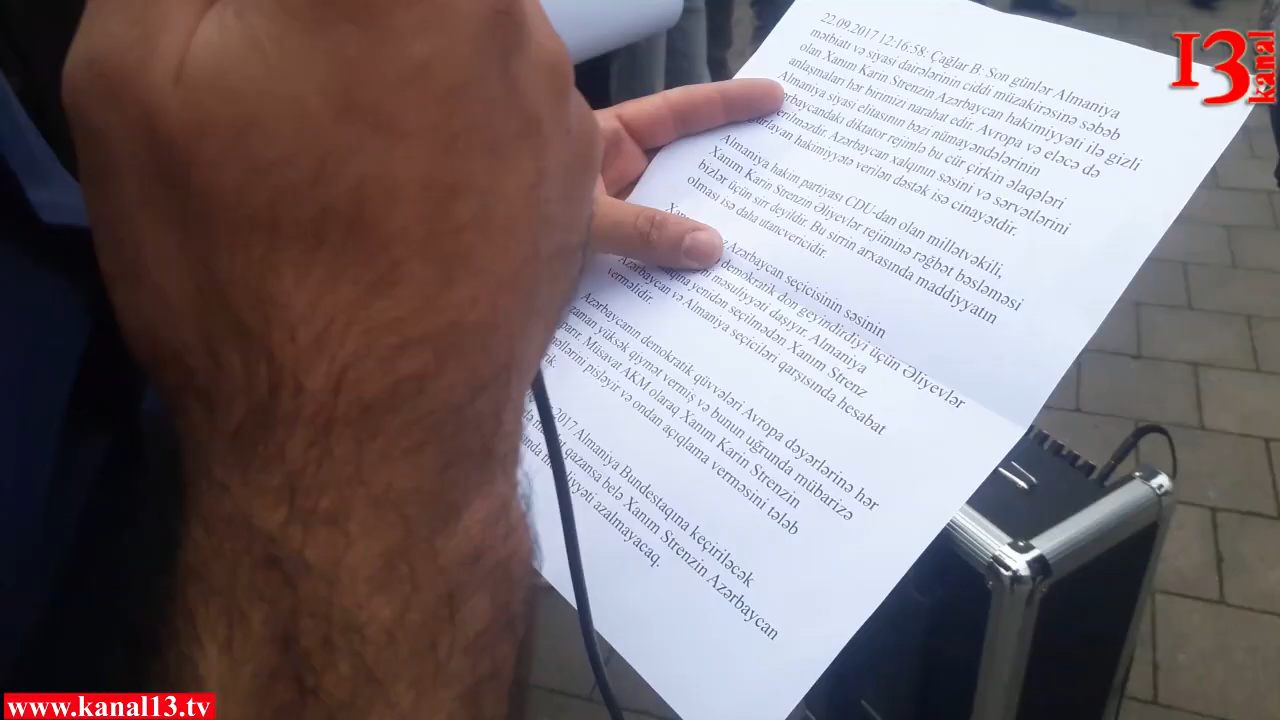 22.09.2017 12:16:58: Çağlar B: Son günlər Almaniya
mətbiatı və siyasi dairələrinin ciddi müzakirəsinə səbəb
olan Xanım Karin Strenzin Azərbaycan hakimiyyəti ilə gizli
anlaşmaları hər birimizi narahat edir. Avropa və eləcə də
Almaniya siyasi elitasının bəzi nümayəndələrinin
rbaycandakı diktator rejimlə bu cür çirkin əlaqələri
erilməzdir. Azərbaycan xalqının səsini və sərvətlərini
urlayan hakimiyyətə verilən dəstək isə cinayətdir.
Almaniya hakim partiyası CDU-dan olan millətvəkili,
Xanım Karin Strenzin Əliyevlər rejiminə rəğbət bəsləməsi
bizlər üçün sirr deyildir. Bu sirrin arxasında maddiyyatın
olması isə daha utancvericidir.
Azərbaycan seçicisinin səsinin
demokratik don geyindirdiyi üçün Əliyevlər
məsuliyyəti daşıyır. Almaniya
yenidən seçilmədən Xanım Strenz
Azərbaycan və Almaniya seçiciləri qarşısında hesabat
verməlidir.
Azərbaycanın demokratik qüvvələri Avropa dəyərlərinə hər
zaman yüksək qiymət vermiş və bunun uğrunda mübarizə
parır. Müsavat AKM olaraq Xanım Karin Strenzin
əllərini pisləyir və ondan açıqlama verməsini tələb
2017 Almaniya Bundestaqına keçiriləcək
qazansa belə Xanım Strenzin Azərbaycan
azalmayacaq.
13 kanal
www.kanal13.tv